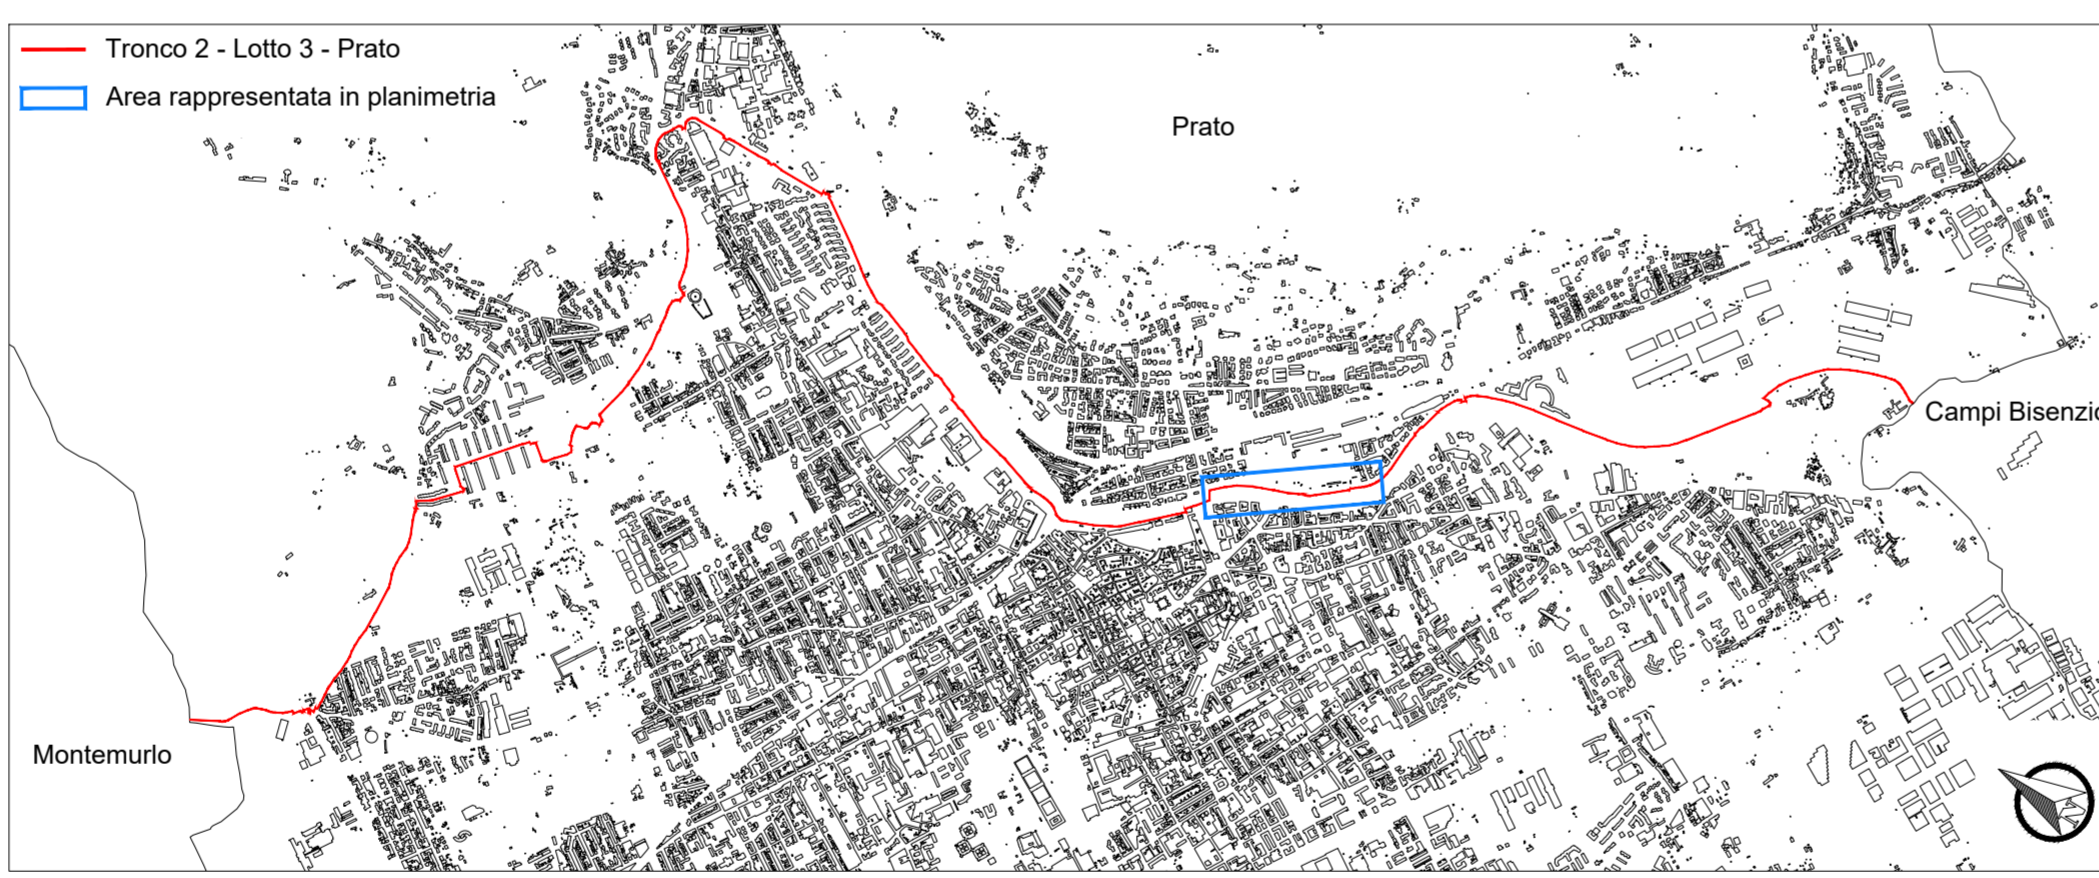 Tronco 2 - Lotto 3 - Prato
Area rappresentata in planimetria
Prato
Campi Bisenzio
Montemurlo
N